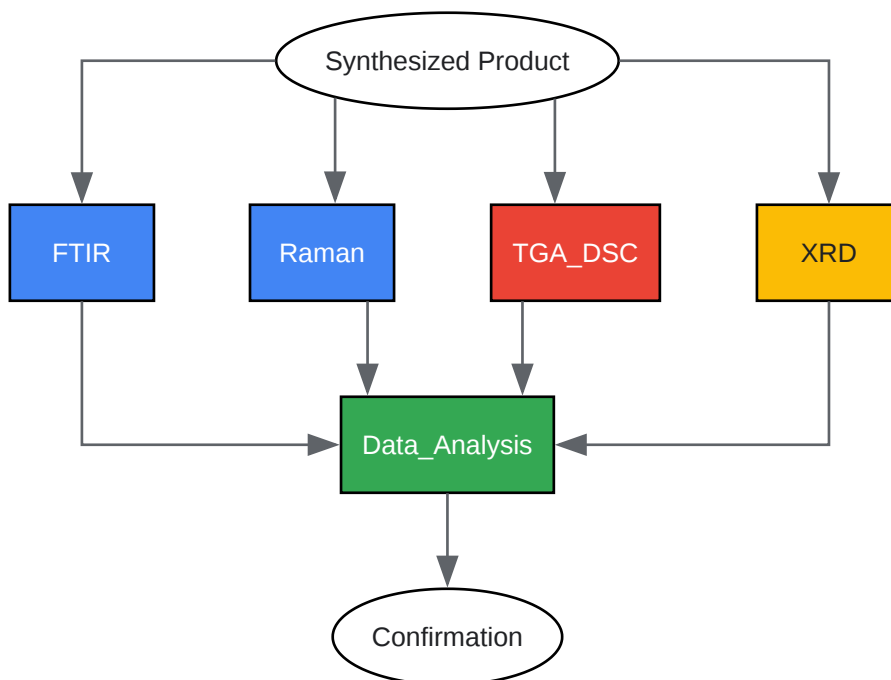 Synthesized Product
FTIR
Raman
TGA_DSC
XRD
Data_Analysis
Confirmation